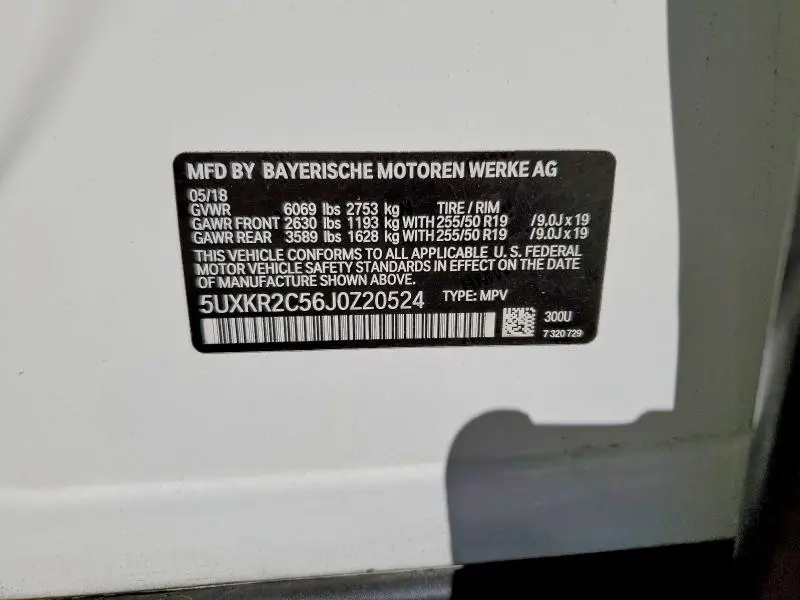 MFD BY BAYERISCHE MOTOREN WERKE AG
05/18
GVWR 6069 lbs 2753 kg TIRE / RIM
GAWR FRONT 2630 lbs 1193 kg WITH 255/50 R19 /9.0J x 19
GAWR REAR 3589 lbs 1628 kg WITH 255/50 R19 /9.0J x 19
THIS VEHICLE CONFORMS TO ALL APPLICABLE U. S. FEDERAL
MOTOR VEHICLE SAFETY STANDARDS IN EFFECT ON THE DATE
OF MANUFACTURE SHOWN ABOVE.
5UXKR2C56J0Z20524 TYPE: MPV
300U
7 320 729